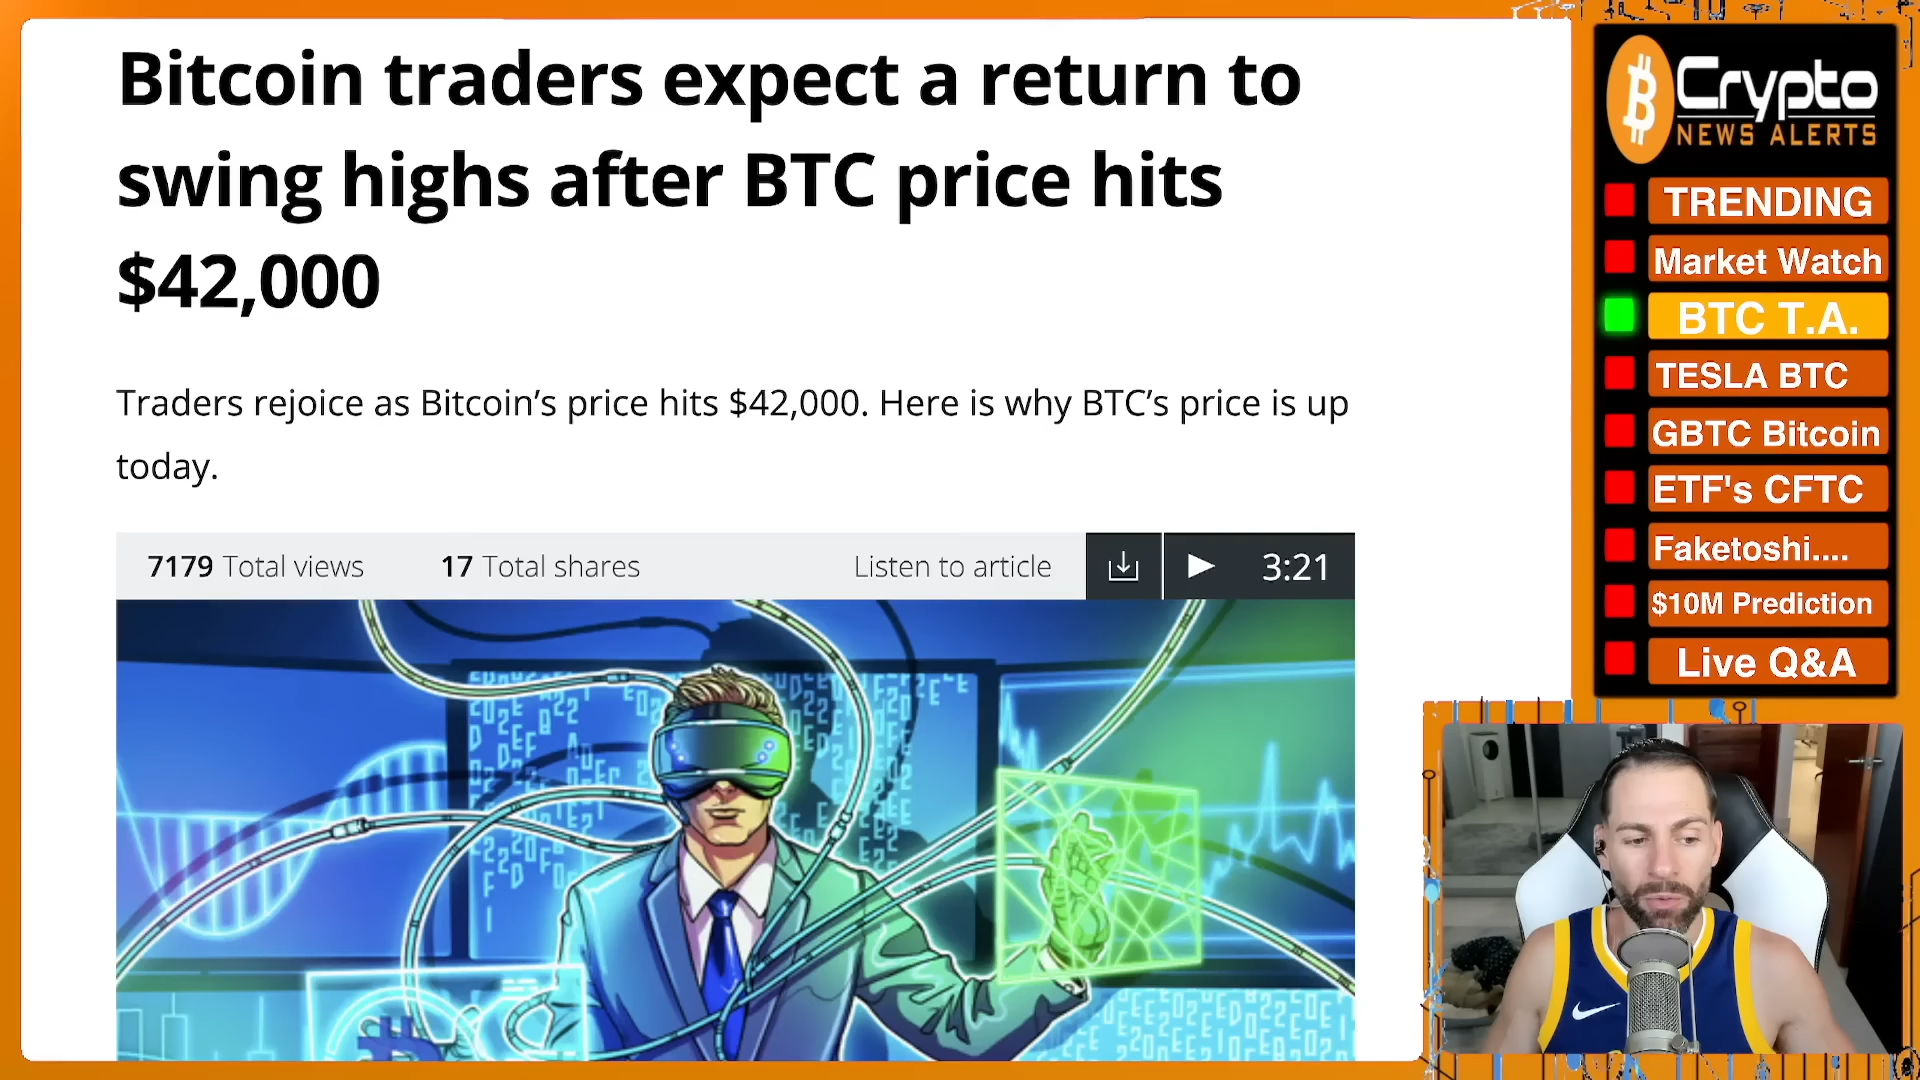 Bitcoin traders expect a return to
swing highs after BTC price hits
$42,000
Traders rejoice as Bitcoin’s price hits $42,000. Here is why BTC’s price is up
today.
7179 Total views 17 Total shares Listen to article 3:21
Crypto
NEWS ALERTS
TRENDING
Market Watch
BTC T.A.
TESLA BTC
GBTC Bitcoin
ETF's CFTC
Faketoshi....
$10M Prediction
Live Q&A